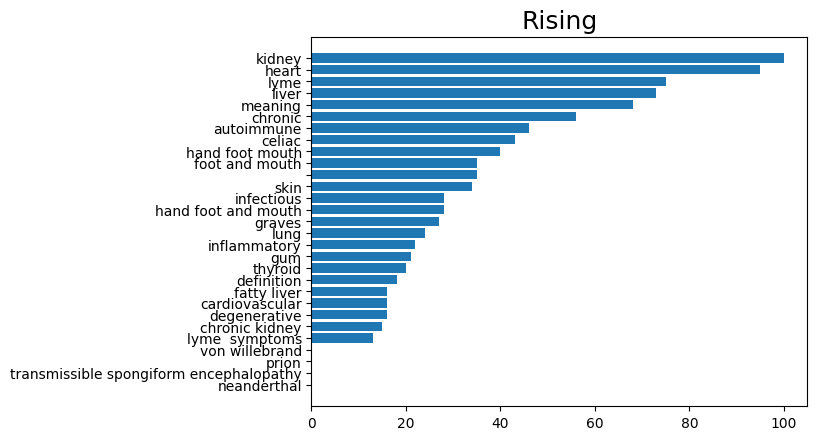 Rising
kidney
heart
lyme
liver
meaning
chronic
autoimmune
celiac
hand foot mouth
foot and mouth
skin
infectious
hand foot and mouth
graves
lung
inflammatory
gum
thyroid
definition
fatty liver
cardiovascular
degenerative
chronic kidney
lyme  symptoms
von willebrand
prion
transmissible spongiform encephalopathy
neanderthal
0 20 40 60 80 100